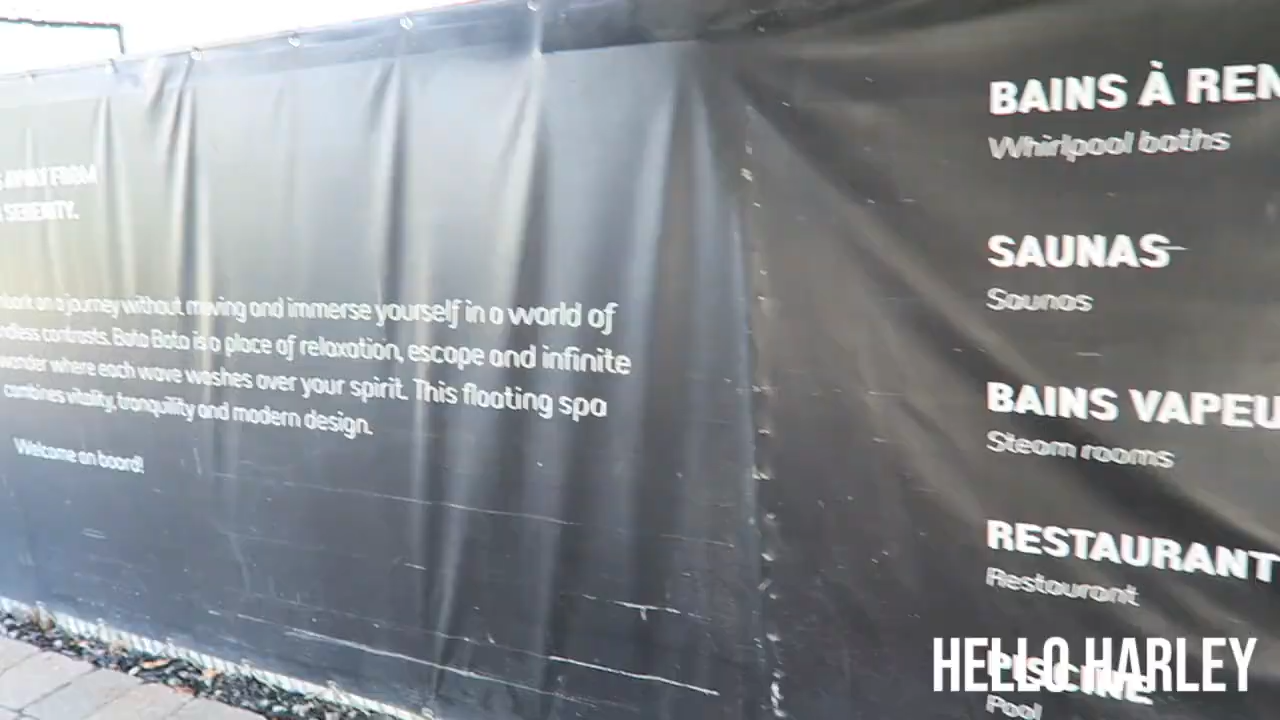 AWAY FROM
SERENITY.
on a journey without moving and immerse yourself in a world of
contrasts. Bota Bota is a place of relaxation, escape and infinite
wonder where each wave washes over your spirit. This floating spa
combines vitality, tranquility and modern design.
Welcome on board!
BAINS À REM
Whirlpool baths
SAUNAS
Saunas
BAINS VAPEU
Steam rooms
RESTAURANT
Restaurant
PISCINE
Pool
HELLO HARLEY